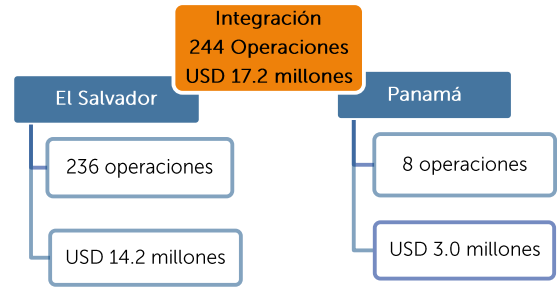 Integración
244 Operaciones
USD 17.2 millones
El Salvador
236 operaciones
USD 14.2 millones
Panamá
8 operaciones
USD 3.0 millones